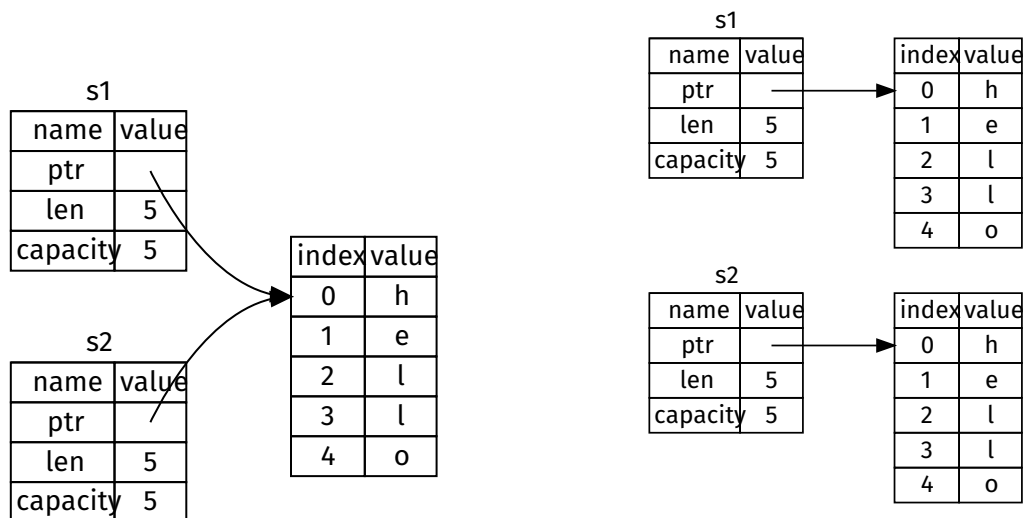 s1
name value
ptr
len 5
capacity 5
s2
name value
ptr
len 5
capacity 5
index value
0 h
1 e
2 l
3 l
4 o
s1
name value
ptr
len 5
capacity 5
index value
0 h
1 e
2 l
3 l
4 o
s2
name value
ptr
len 5
capacity 5
index value
0 h
1 e
2 l
3 l
4 o